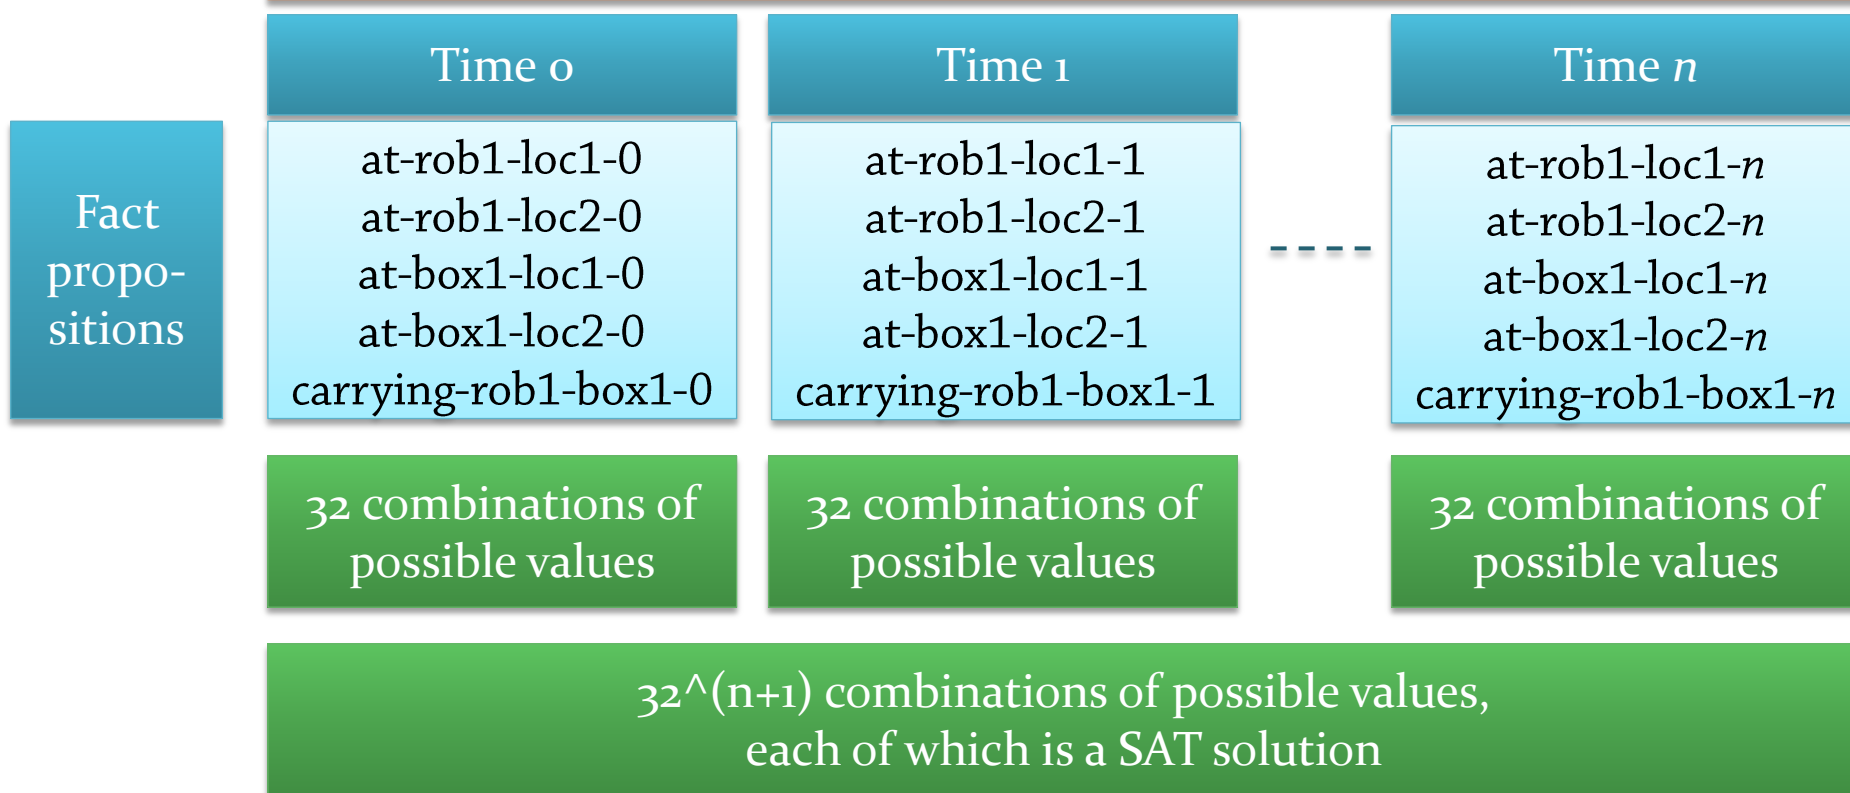 Time 0
Time 1
Time n
Fact
propo-
sitions
at-rob1-loc1-0
at-rob1-loc2-0
at-box1-loc1-0
at-box1-loc2-0
carrying-rob1-box1-0
at-rob1-loc1-1
at-rob1-loc2-1
at-box1-loc1-1
at-box1-loc2-1
carrying-rob1-box1-1
at-rob1-loc1-n
at-rob1-loc2-n
at-box1-loc1-n
at-box1-loc2-n
carrying-rob1-box1-n
32 combinations of
possible values
32 combinations of
possible values
32 combinations of
possible values
32^(n+1) combinations of possible values,
each of which is a SAT solution